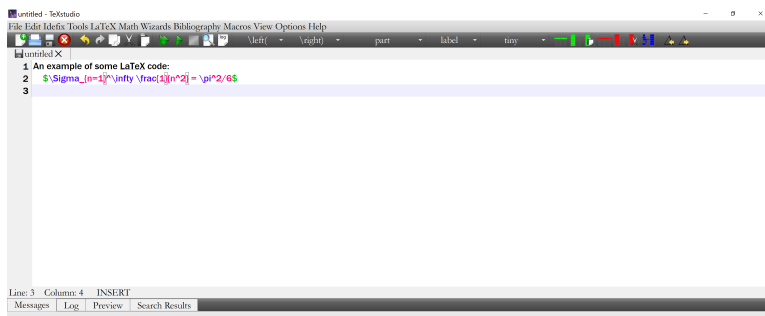 untitled - TeXstudio
File Edit Idefix Tools LaTeX Math Wizards Bibliography Macros View Options Help
log \left( \right) part label tiny
untitled
1 An example of some LaTeX code:
2 $\Sigma_{n=1}^\infty \frac{1}{n^2} = \pi^2/6$
3
Line: 3 Column: 4 INSERT
Messages Log Preview Search Results